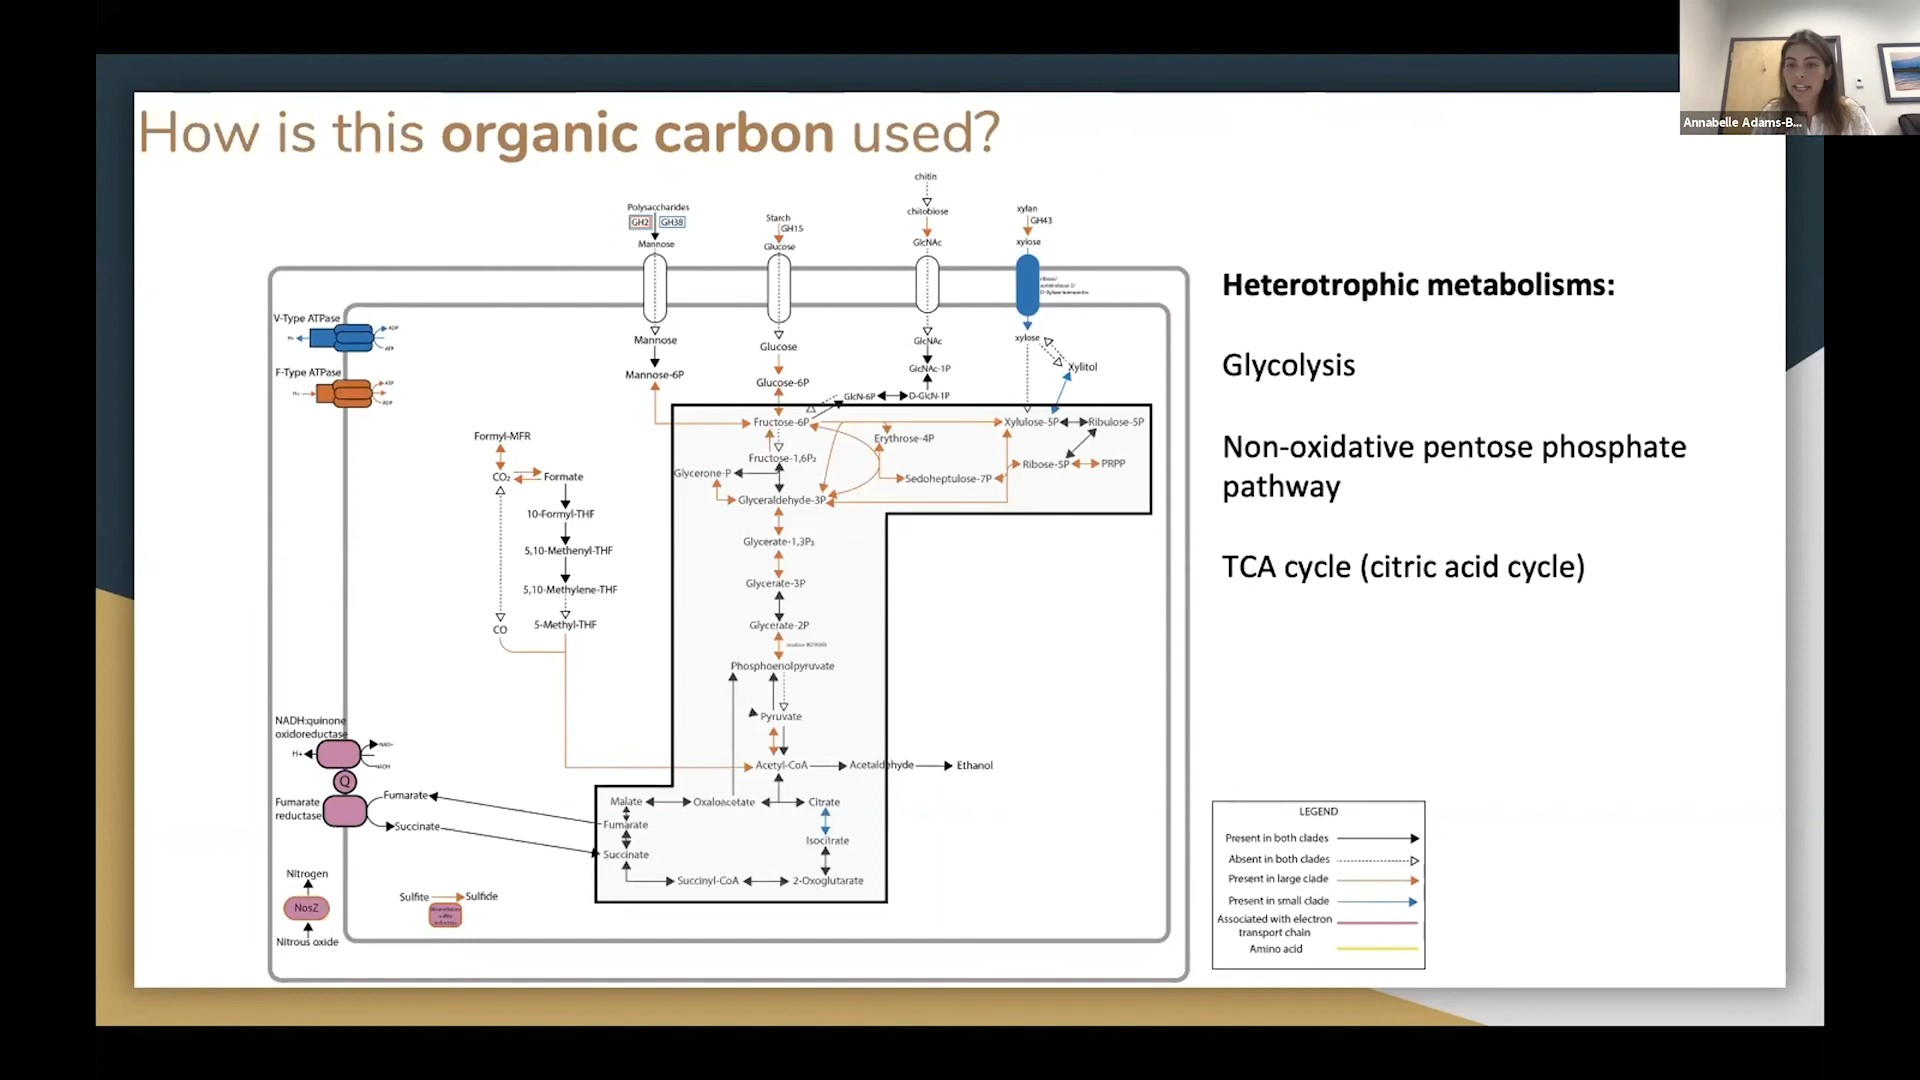 Annabelle Adams-B...
How is this organic carbon used?
chitin
Polysaccharides
GH2 GH38
Mannose
Starch
GH15
Glucose
chitobiose
GlcNAc
xylan
GH43
xylose
V-Type ATPase
ADP
ATP
F-Type ATPase
ATP
ADP
Mannose
Mannose-6P
Glucose
Glucose-6P
GlcNAc
GlcNAc-1P
GlcN-6P
D-GlcN-1P
xylose
Xylitol
Fructose-6P
Xylulose-5P
Ribulose-5P
Erythrose-4P
Fructose-1,6P₂
Glycerone-P
Sedoheptulose-7P
Ribose-5P
PRPP
Glyceraldehyde-3P
Glycerate-1,3P₂
Glycerate-3P
Glycerate-2P
Phosphoenolpyruvate
Pyruvate
Acetyl-CoA
Acetaldehyde
Ethanol
Malate
Oxaloacetate
Citrate
Fumarate
Isocitrate
Succinate
Succinyl-CoA
2-Oxoglutarate
Formyl-MFR
CO₂
Formate
10-Formyl-THF
5,10-Methenyl-THF
5,10-Methylene-THF
CO
5-Methyl-THF
NADH:quinone
oxidoreductase
H+
NAD+
NADH
Q
Fumarate
reductase
Fumarate
Succinate
Nitrogen
NosZ
Nitrous oxide
Sulfite
Sulfide
Heterotrophic metabolisms:
Glycolysis
Non-oxidative pentose phosphate
pathway
TCA cycle (citric acid cycle)
LEGEND
Present in both clades
Absent in both clades
Present in large clade
Present in small clade
Associated with electron
transport chain
Amino acid